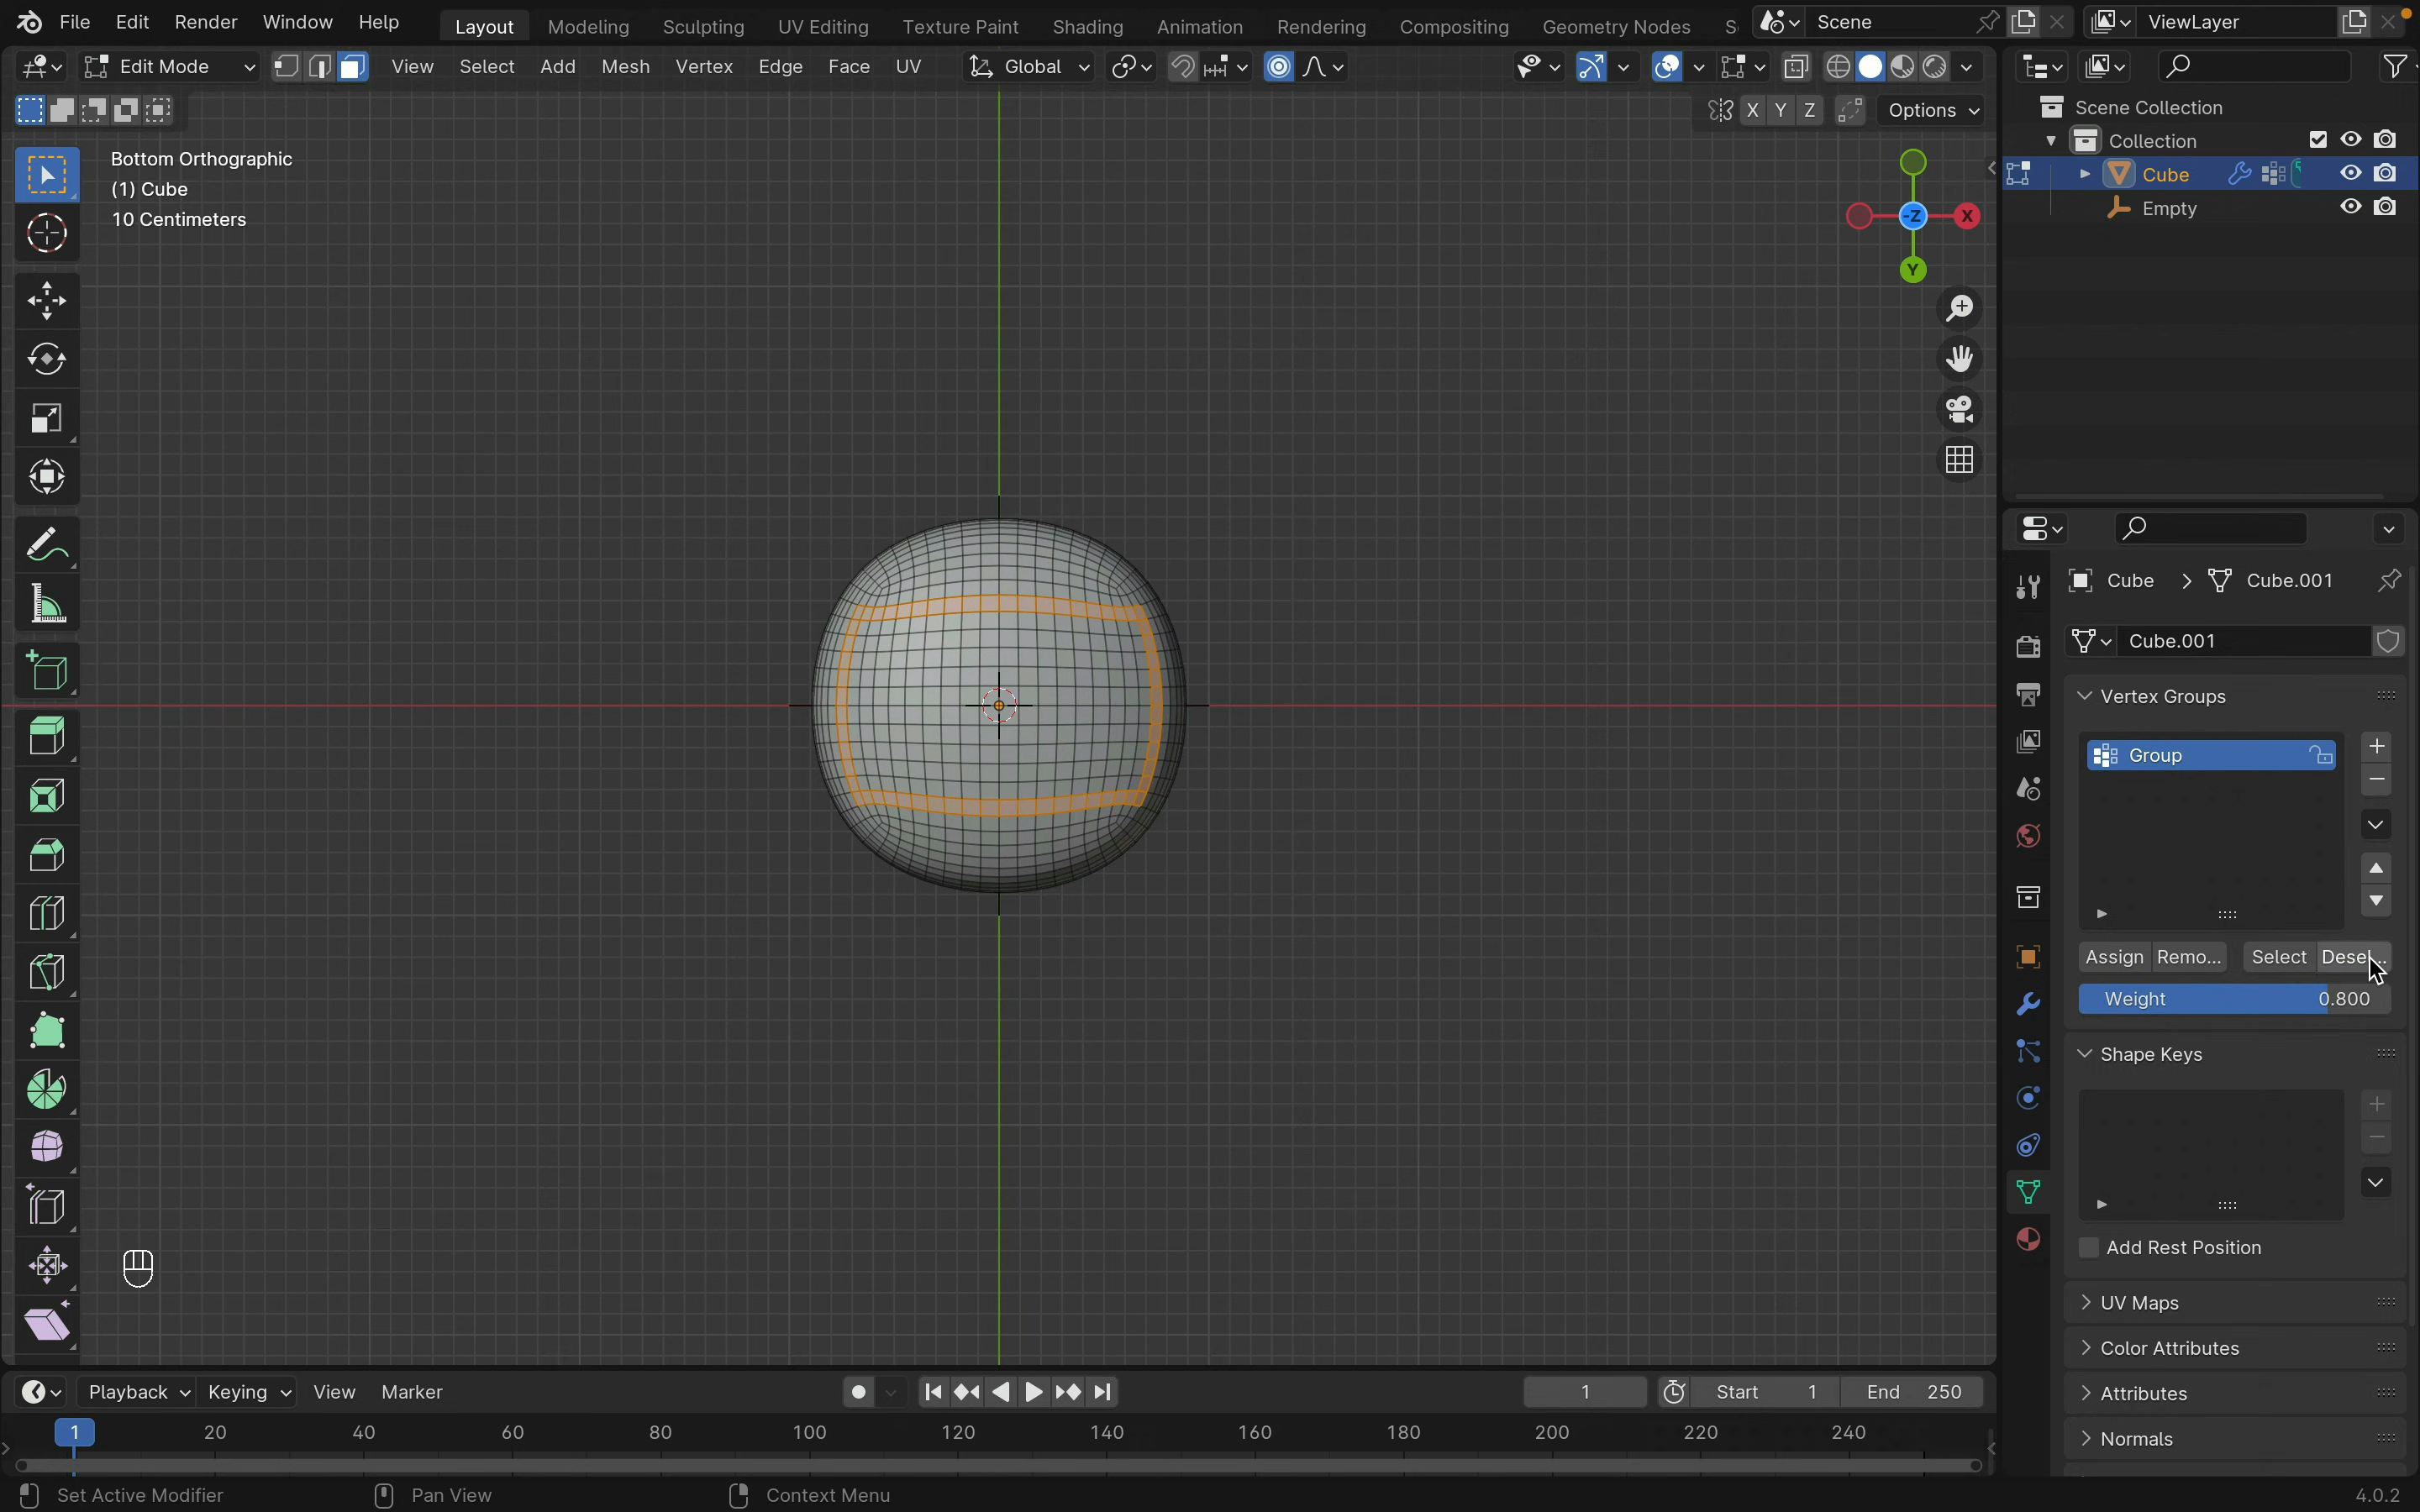 File Edit Render Window Help Layout Modeling Sculpting UV Editing Texture Paint Shading Animation Rendering Compositing Geometry Nodes Scene ViewLayer
Edit Mode View Select Add Mesh Vertex Edge Face UV Global
X Y Z Options
Bottom Orthographic
(1) Cube
10 Centimeters
-Z X
Y
Scene Collection
Collection
Cube
Empty
Cube Cube.001
Cube.001
Vertex Groups
Group
Assign Remo... Select Desel...
Weight 0.800
Shape Keys
Add Rest Position
UV Maps
Color Attributes
Attributes
Normals
Playback Keying View Marker 1 Start 1 End 250
1 20 40 60 80 100 120 140 160 180 200 220 240
Set Active Modifier Pan View Context Menu 4.0.2